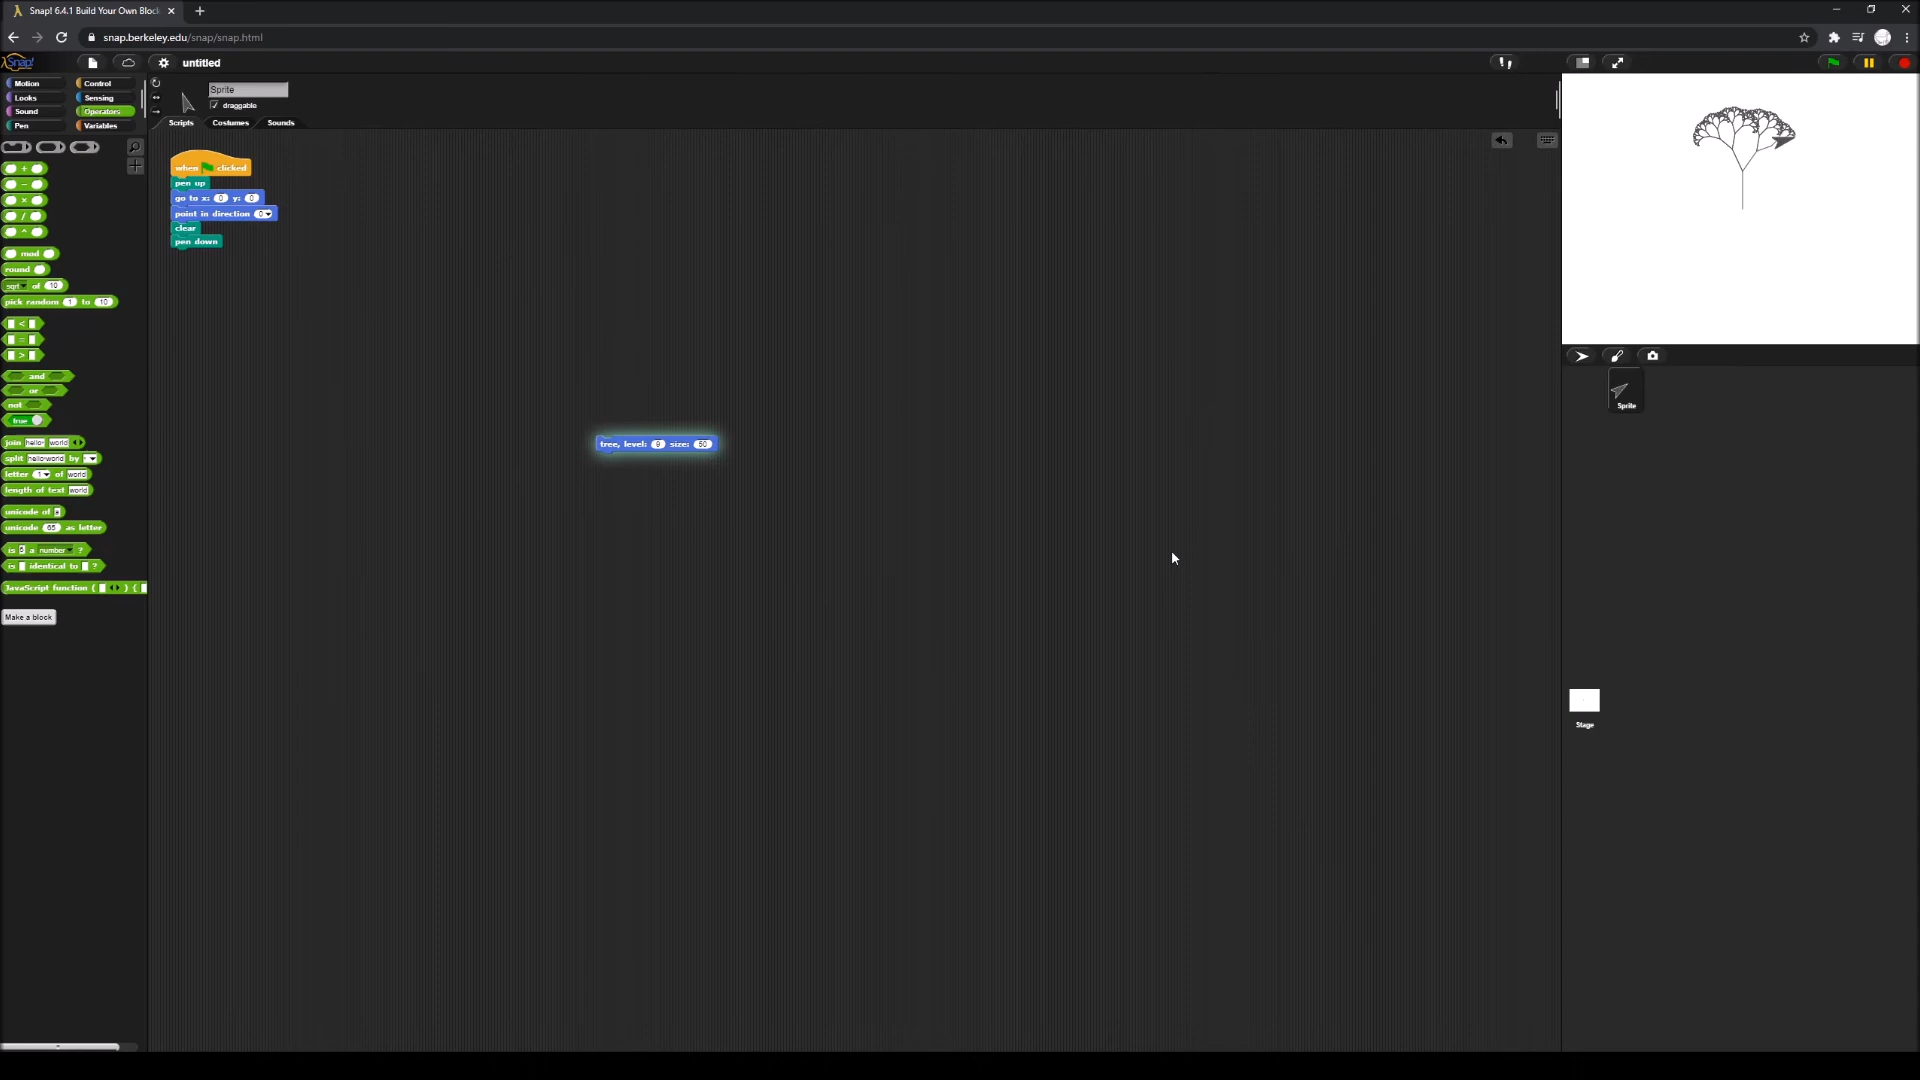 Snap! 6.4.1 Build Your Own Block
snap.berkeley.edu/snap/snap.html
Snap!
untitled
Motion Control
Looks Sensing
Sound Operators
Pen Variables
Sprite
draggable
Scripts Costumes Sounds
+
−
×
/
^
mod
round
sqrt of 10
pick random 1 to 10
<
=
>
and
or
not
true
join hello world
split hello world by
letter 1 of world
length of text world
unicode of a
unicode 65 as letter
is 5 a number ?
is identical to ?
JavaScript function ( ) {
Make a block
when clicked
pen up
go to x: 0 y: 0
point in direction 0
clear
pen down
tree, level: 9 size: 50
Sprite
Stage